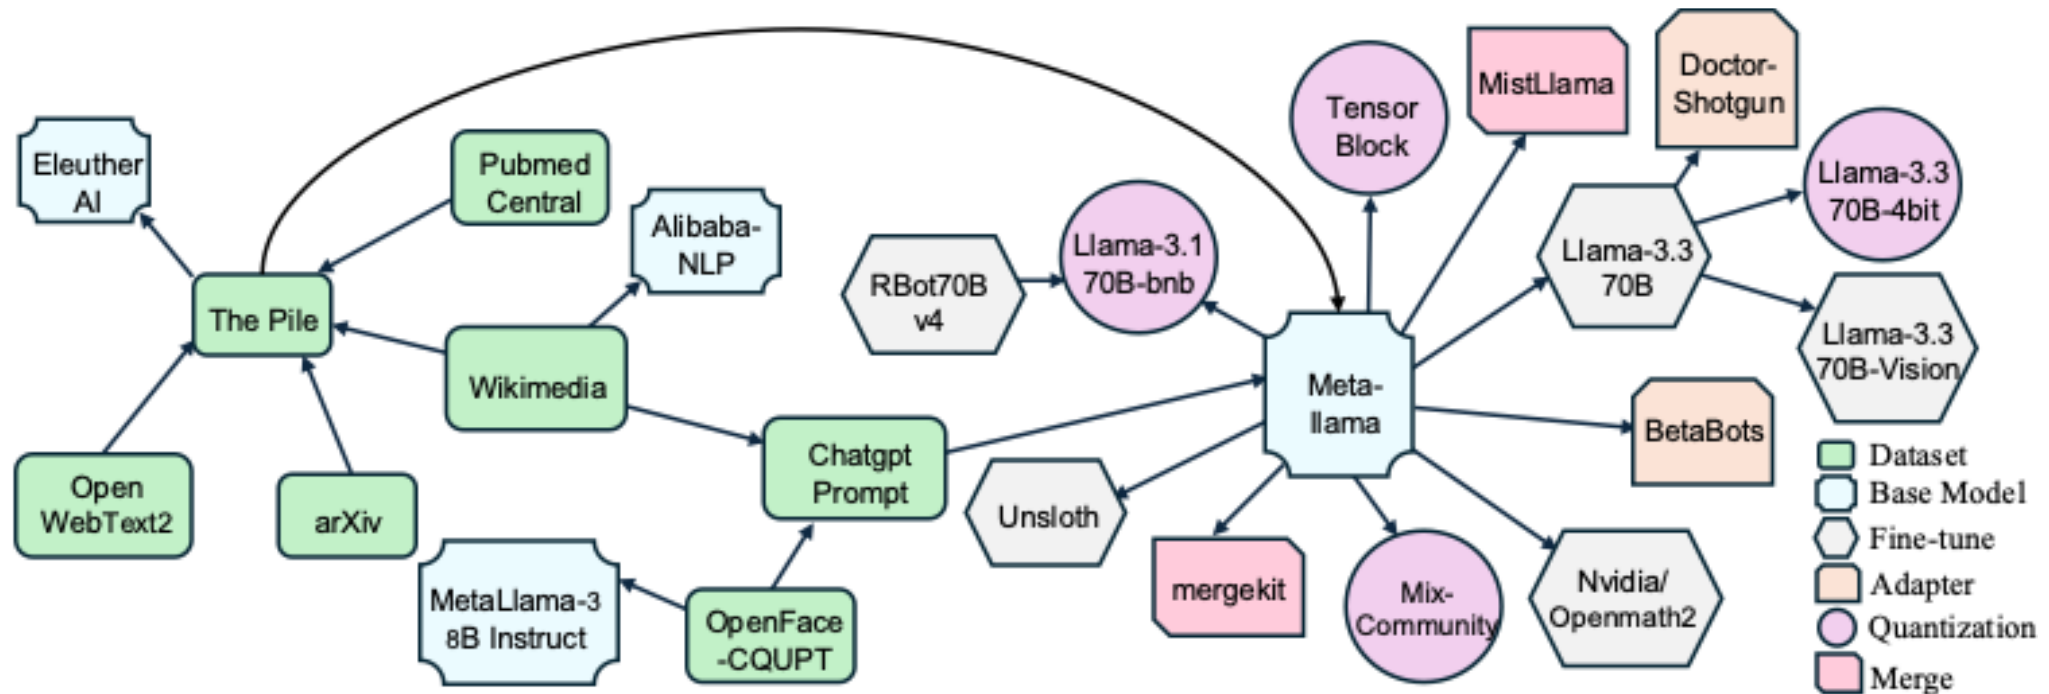 Eleuther
AI
Pubmed
Central
Alibaba-
NLP
The Pile
Wikimedia
Open
WebText2
arXiv
Chatgpt
Prompt
MetaLlama-3
8B Instruct
OpenFace
-CQUPT
RBot70B
v4
Llama-3.1
70B-bnb
Tensor
Block
MistLlama
Doctor-
Shotgun
Llama-3.3
70B-4bit
Llama-3.3
70B
Llama-3.3
70B-Vision
Meta-
llama
BetaBots
Unsloth
mergekit
Mix-
Community
Nvidia/
Openmath2
Dataset
Base Model
Fine-tune
Adapter
Quantization
Merge